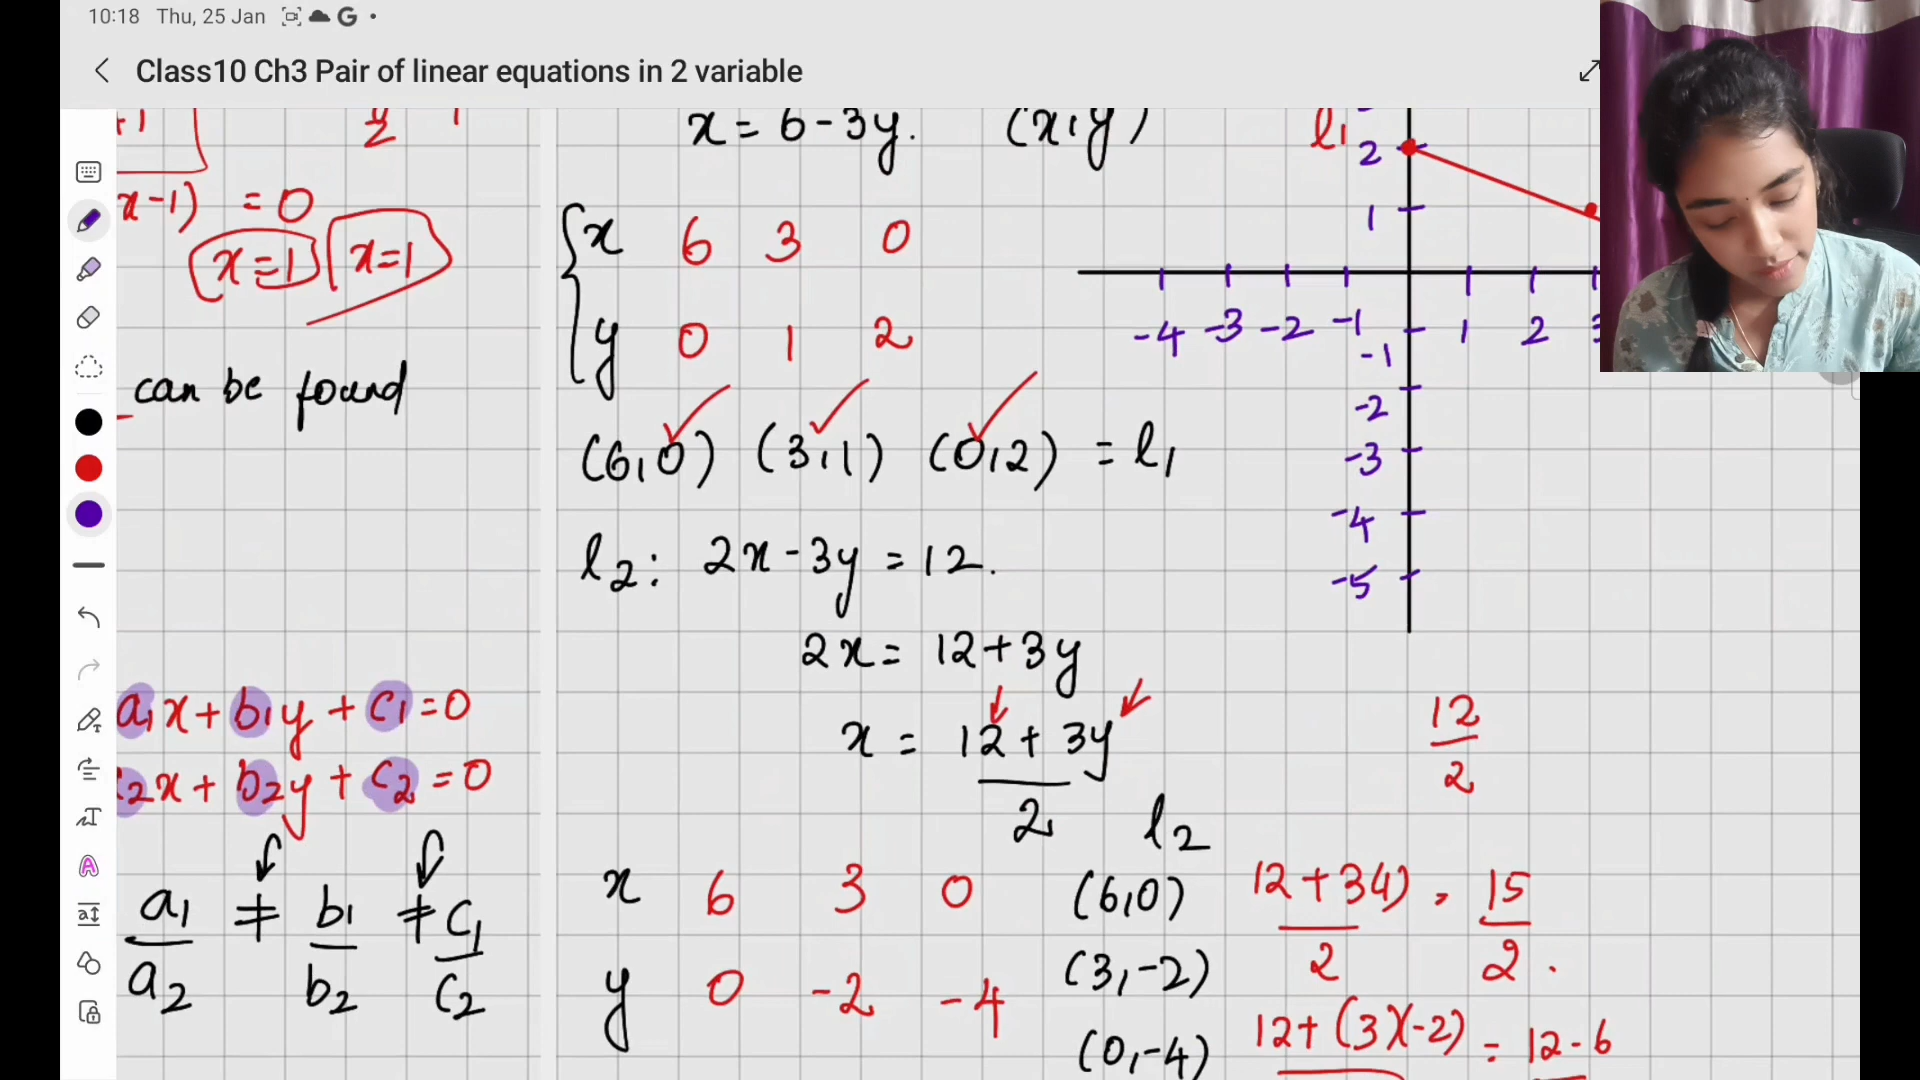 10:18 Thu, 25 Jan
Class10 Ch3 Pair of linear equations in 2 variable
x-1) = 0
x=1 x=1
can be found
a1x + b1y + c1 = 0
2x + b2y + c2 = 0
a1/a2 ≠ b1/b2 ≠ c1/c2
x = 6-3y. (x,y)
x 6 3 0
y 0 1 2
(6,0) (3,1) (0,2) = l1
l2: 2x-3y = 12.
2x = 12+3y
x = (12+3y)/2
l2
x 6 3 0 (6,0)
y 0 -2 -4 (3,-2)
(0,-4)
l1
2
1
-4 -3 -2 -1 1 2
-1
-2
-3
-4
-5
12/2
15/2.
12+(3)(-2) = 12-6